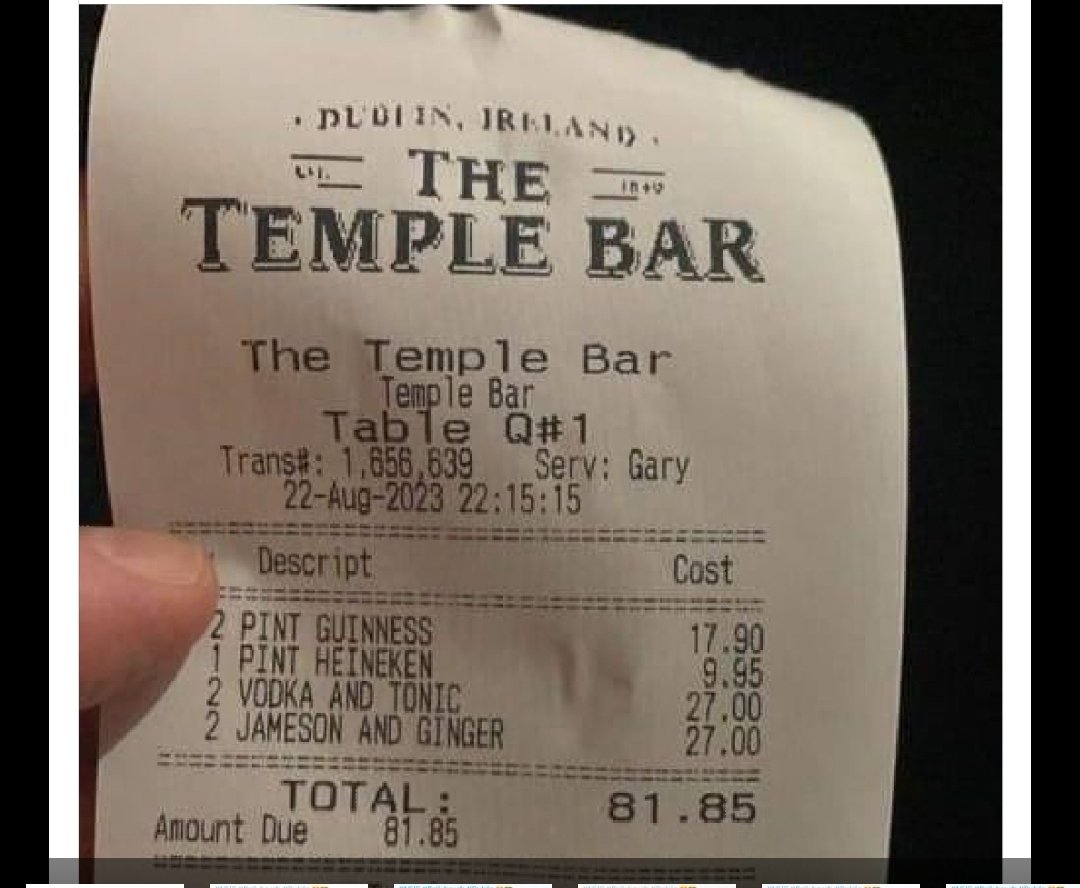 DUBLIN, IRELAND
THE
TEMPLE BAR
The Temple Bar
Temple Bar
Table Q#1
Trans#: 1,656,639 Serv: Gary
22-Aug-2023 22:15:15
Descript Cost
2 PINT GUINNESS 17.90
1 PINT HEINEKEN 9.95
2 VODKA AND TONIC 27.00
2 JAMESON AND GINGER 27.00
TOTAL: 81.85
Amount Due 81.85